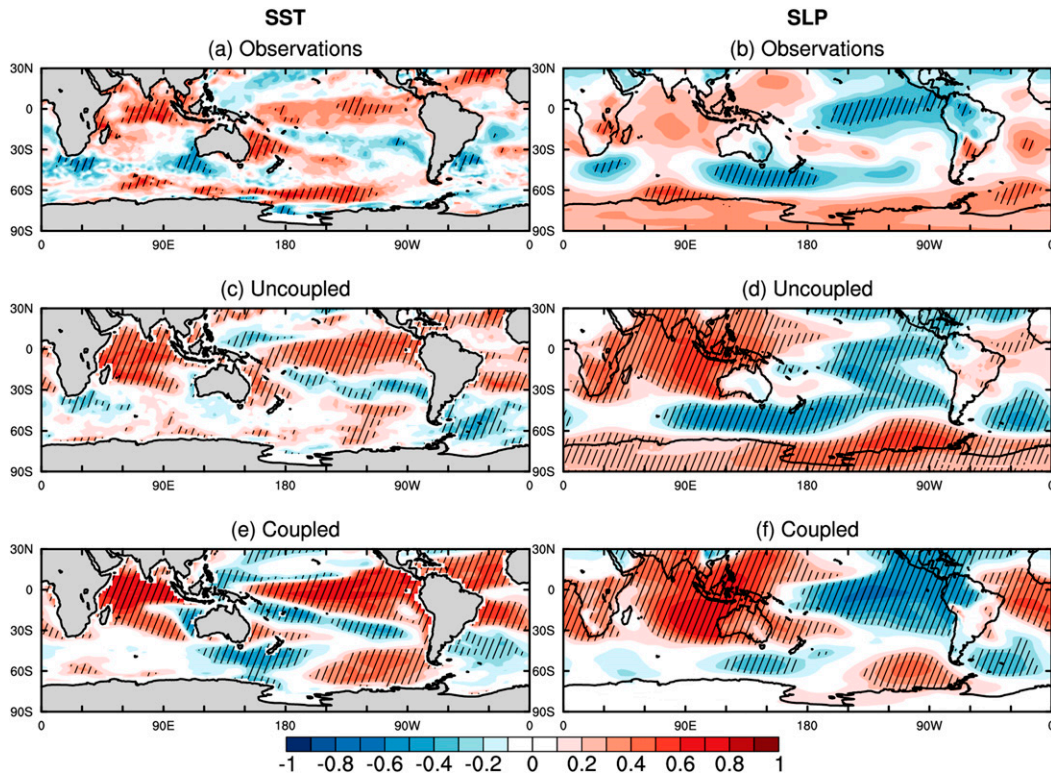 SST SLP
(a) Observations (b) Observations
30N 30N
0 0
30S 30S
60S 60S
90S 90S
0 90E 180 90W 0 90E 180 90W 0
(c) Uncoupled (d) Uncoupled
30N 30N
0 0
30S 30S
60S 60S
90S 90S
0 90E 180 90W 0 90E 180 90W 0
(e) Coupled (f) Coupled
30N 30N
0 0
30S 30S
60S 60S
90S 90S
0 90E 180 90W 0 90E 180 90W 0
-1 -0.8 -0.6 -0.4 -0.2 0 0.2 0.4 0.6 0.8 1